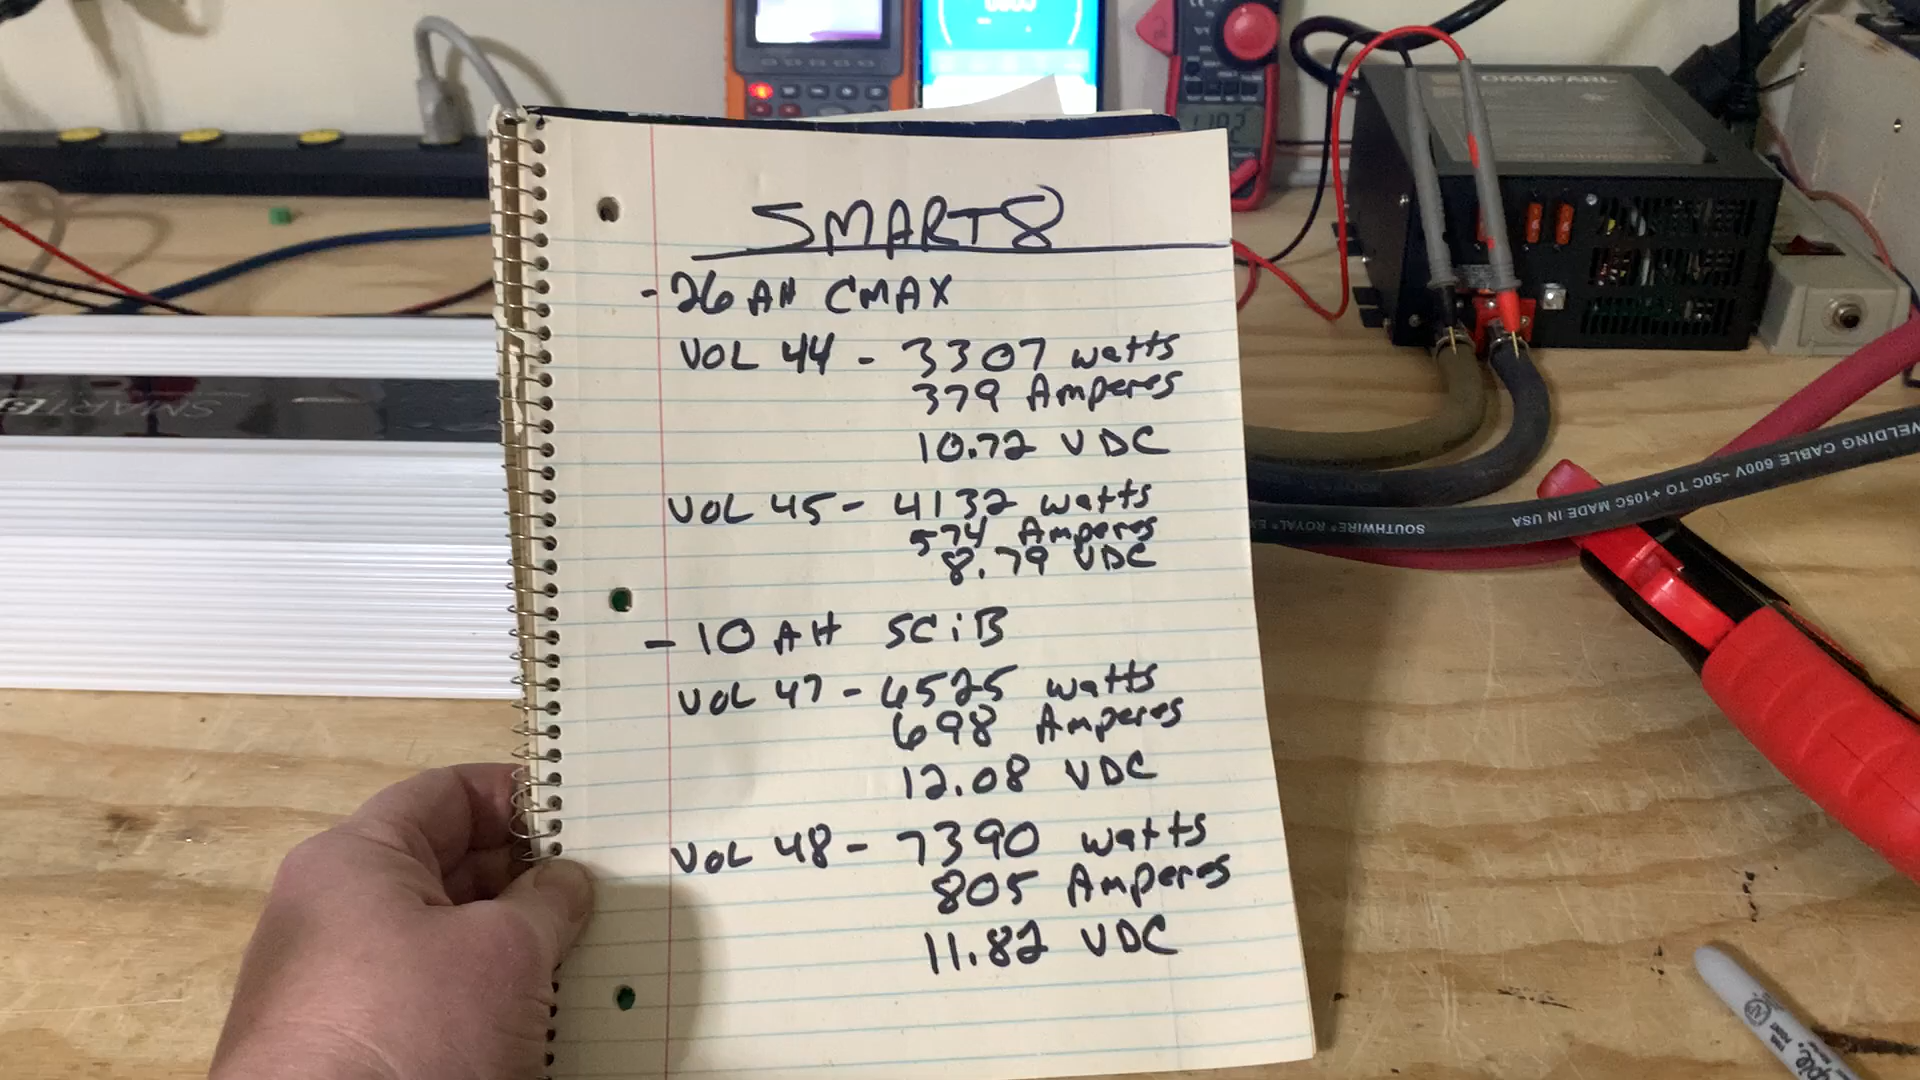 SMART8
- 26 AH CMAX
VOL 44 - 3307 watts
379 Amperes
10.72 VDC
VOL 45 - 4132 watts
574 Amperes
8.79 VDC
- 10 AH SCiB
VOL 47 - 6525 watts
698 Amperes
12.08 VDC
VOL 48 - 7390 watts
805 Amperes
11.82 VDC
SMART8
WELDING CABLE 600V -50C TO +105C MADE IN USA
SOUTHWIRE® ROYAL